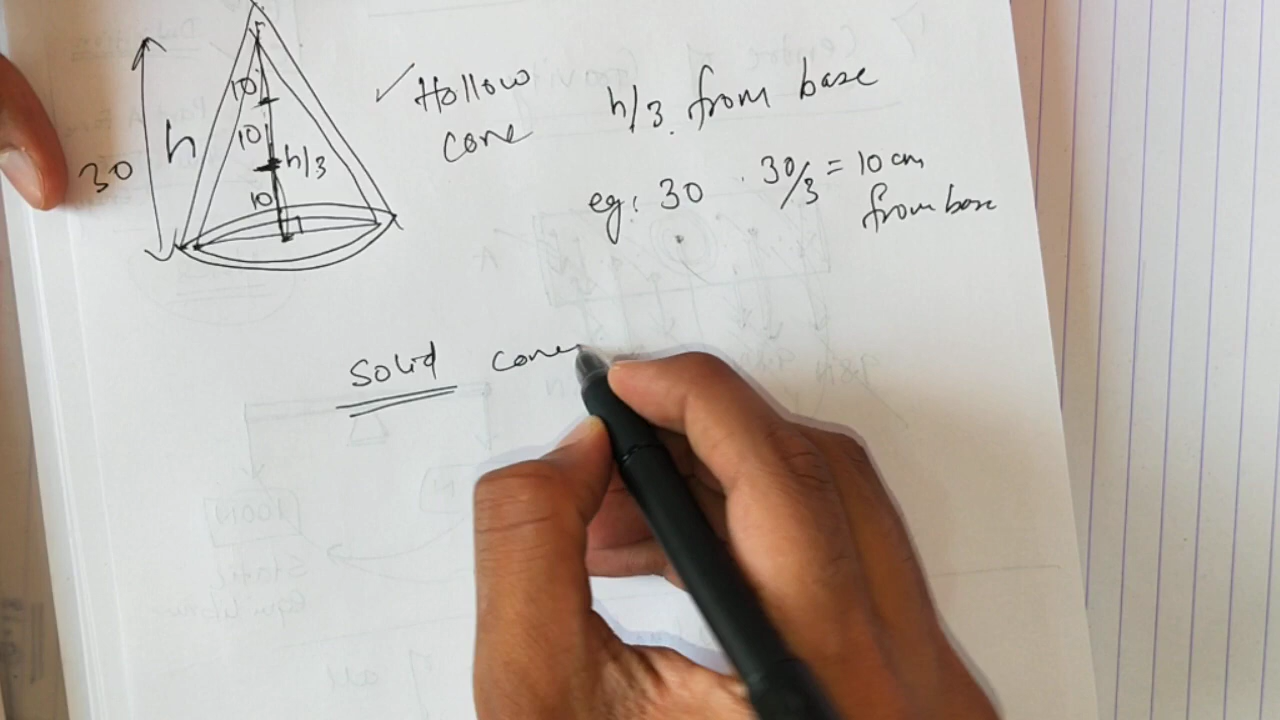 10
10
10
h/3
h
30
✓ Hollow
cone
h/3 from base
eg: 30 30/3 = 10 cm
from base
Solid cone